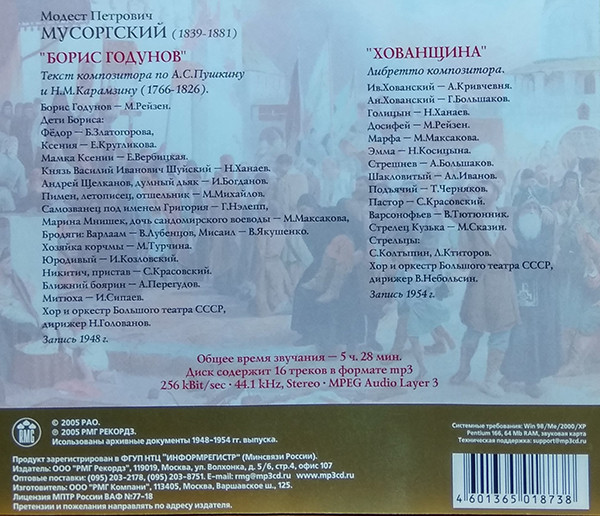 Модест Петрович
МУСОРГСКИЙ (1839-1881)
"БОРИС ГОДУНОВ"
Текст композитора по А.С.Пушкину
и Н.М.Карамзину (1766-1826).
Борис Годунов – М.Рейзен.
Дети Бориса:
Фёдор – Б.Златогорова,
Ксения – Е.Кругликова.
Мамка Ксении – Е.Вербицкая.
Князь Василий Иванович Шуйский – Н.Ханаев.
Андрей Щелканов, думный дьяк – И.Богданов.
Пимен, летописец, отшельник – М.Михайлов.
Самозванец под именем Григория – Г.Нэлепп,
Марина Мнишек, дочь сандомирского воеводы – М.Максакова,
Бродяги: Варлаам – В.Лубенцов, Мисаил – В.Якушенко.
Хозяйка корчмы – М.Турчина.
Юродивый – И.Козловский.
Никитич, пристав – С.Красовский.
Ближний боярин – А.Перегудов.
Митюха – И.Сипаев.
Хор и оркестр Большого театра СССР,
дирижер Н.Голованов.
Запись 1948 г.
"ХОВАНЩИНА"
Либретто композитора.
Ив.Хованский – А.Кривчевня.
Ан.Хованский – Г.Большаков.
Голицын – Н.Ханаев.
Досифей – М.Рейзен.
Марфа – М.Максакова.
Эмма – Н.Косицына.
Стрешнев – А.Большаков.
Шакловитый – Ал.Иванов.
Подъячий – Т.Черняков.
Пастор – С.Красовский.
Варсонофьев – В.Тютюнник.
Стрелец Кузька – М.Сказин.
Стрельцы:
С.Колтыпин, Л.Ктиторов.
Хор и оркестр Большого театра СССР,
дирижер В.Небольсин.
Запись 1954 г.
Общее время звучания – 5 ч. 28 мин.
Диск содержит 16 треков в формате mp3
256 kBit/sec • 44.1 kHz, Stereo • MPEG Audio Layer 3
RMG
© 2005 РАО.
℗ 2005 РМГ РЕКОРДЗ.
Исользованы архивные документы 1948-1954 гг. выпуска.
Системные требования: Win 98/Me/2000/XP
Pentium 166, 64 Mb RAM, звуковая карта
Техническая поддержка: support@mp3cd.ru
Продукт зарегистрирован в ФГУП НТЦ "ИНФОРМРЕГИСТР" (Минсвязи России).
Издатель: ООО "РМГ Рекордз", 119019, Москва, ул. Волхонка, д. 5/6, стр.4, офис 107
Оптовые поставки: (095) 203-2178, (095) 203-8751. E-mail: rmg@mp3cd.ru www.mp3cd.ru
Изготовитель: ООО "РМГ Компани", 113405, Москва, Варшавское ш., 125.
Лицензия МПТР России ВАФ №77-18
Претензии и пожелания направлять по адресу издателя.
4 601365 018738